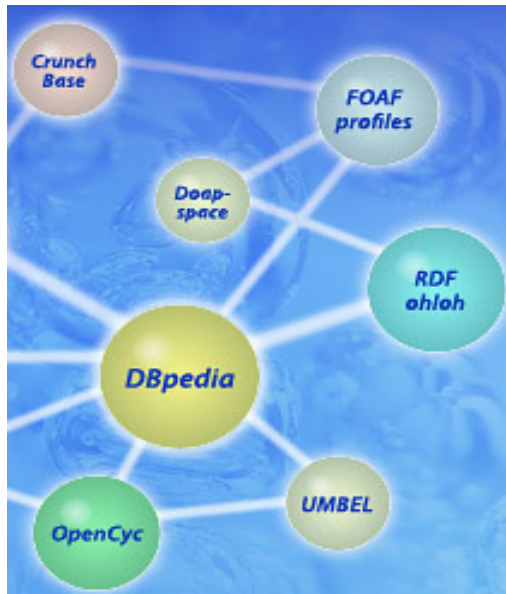 Crunch
Base
FOAF
profiles
Doap-
space
RDF
ohloh
DBpedia
UMBEL
OpenCyc